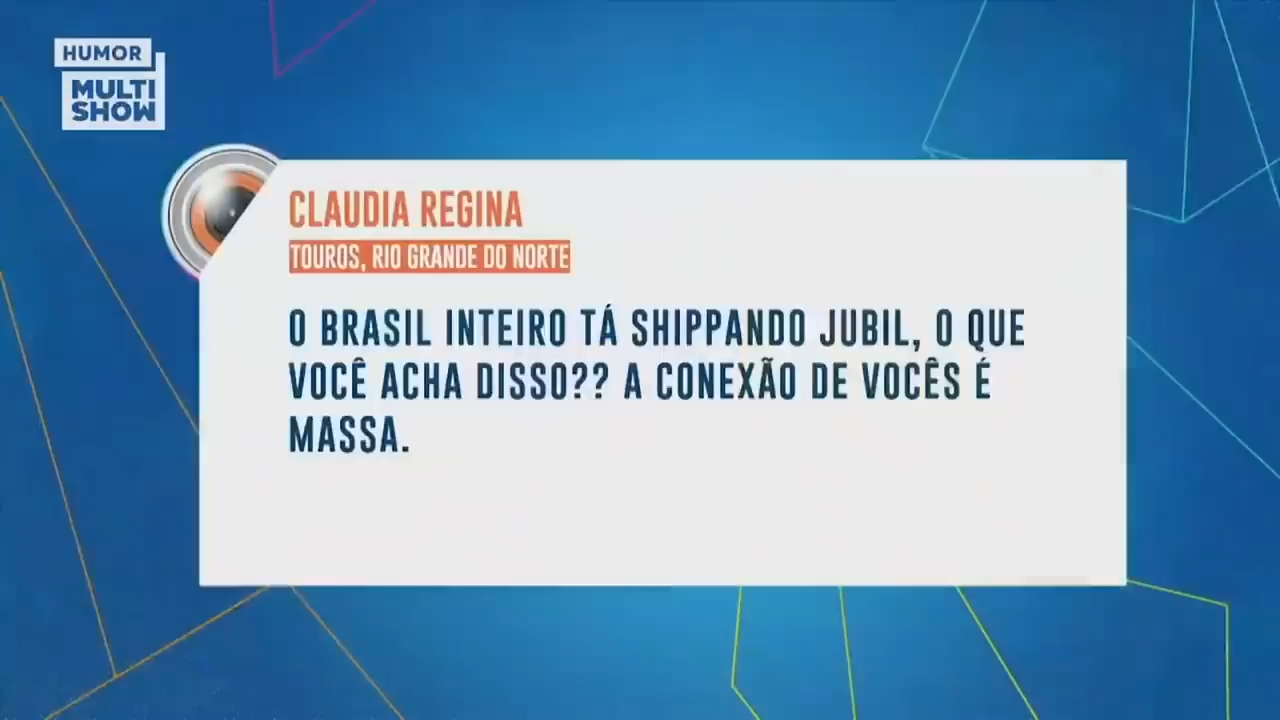 HUMOR
MULTI
SHOW
CLAUDIA REGINA
TOUROS, RIO GRANDE DO NORTE
O BRASIL INTEIRO TÁ SHIPPANDO JUBIL, O QUE
VOCÊ ACHA DISSO?? A CONEXÃO DE VOCÊS É
MASSA.